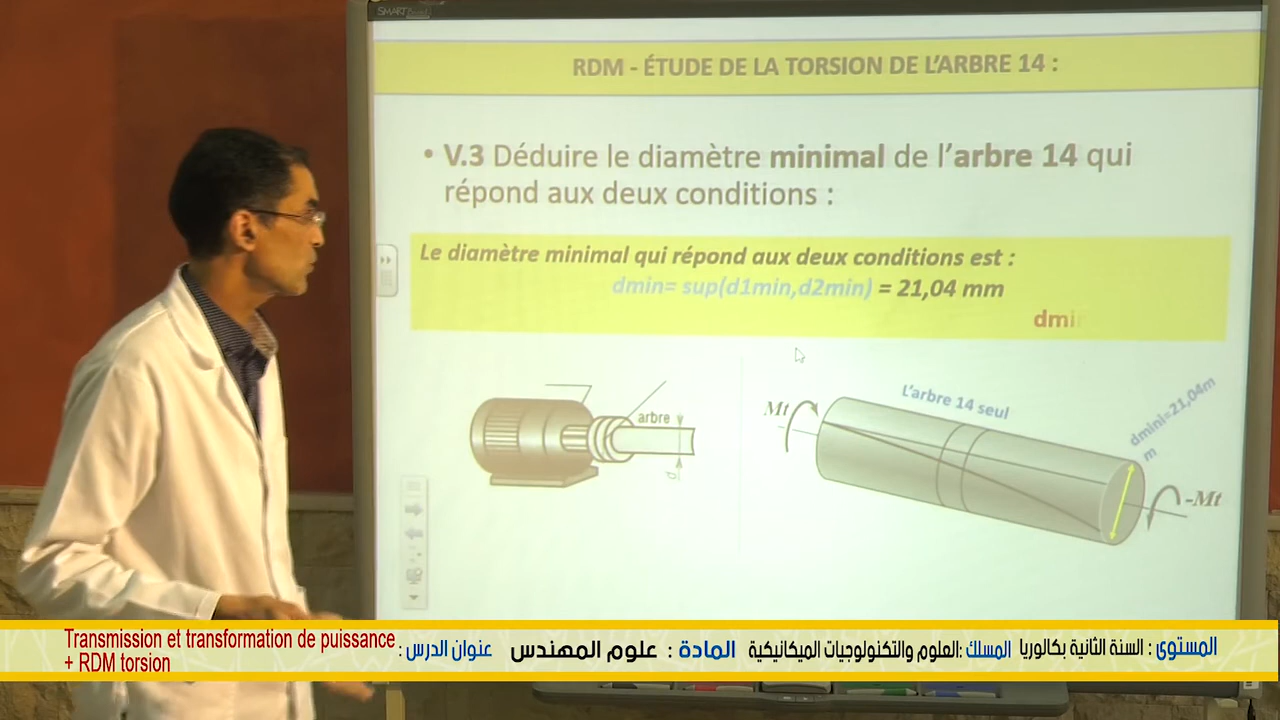 SMART
RDM - ÉTUDE DE LA TORSION DE L'ARBRE 14 :
• V.3 Déduire le diamètre minimal de l'arbre 14 qui
répond aux deux conditions :
Le diamètre minimal qui répond aux deux conditions est :
dmin= sup(d1min,d2min) = 21,04 mm
dmi
arbre
d
L'arbre 14 seul
Mt
dmini=21,04m
m
-Mt
المستوى : السنة الثانية بكالوريا المسلك :العلوم والتكنولوجيات الميكانيكية المادة : علوم المهندس عنوان الدرس :
Transmission et transformation de puissance
+ RDM torsion